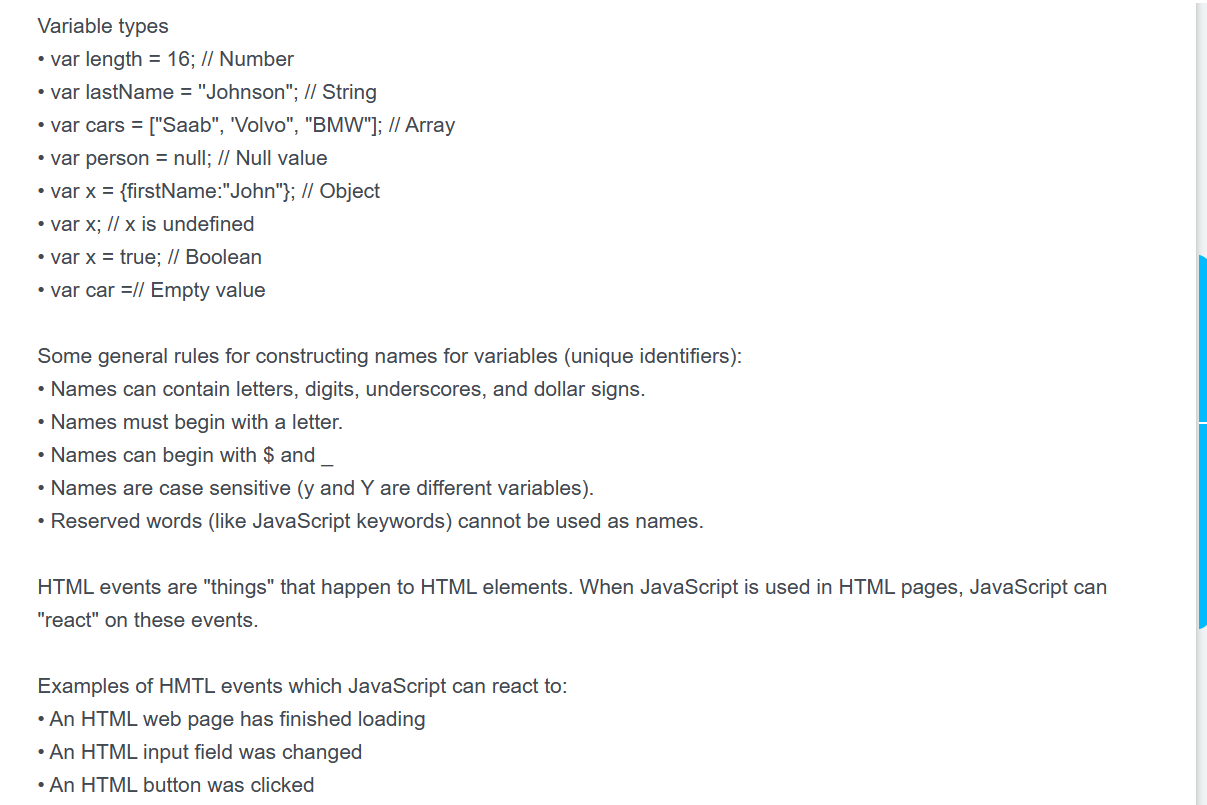 Variable types
• var length = 16; // Number
• var lastName = "Johnson"; // String
• var cars = ["Saab", 'Volvo", "BMW"]; // Array
• var person = null; // Null value
• var x = {firstName:"John"}; // Object
• var x; // x is undefined
• var x = true; // Boolean
• var car =// Empty value
Some general rules for constructing names for variables (unique identifiers):
• Names can contain letters, digits, underscores, and dollar signs.
• Names must begin with a letter.
• Names can begin with $ and _
• Names are case sensitive (y and Y are different variables).
• Reserved words (like JavaScript keywords) cannot be used as names.
HTML events are "things" that happen to HTML elements. When JavaScript is used in HTML pages, JavaScript can
"react" on these events.
Examples of HMTL events which JavaScript can react to:
• An HTML web page has finished loading
• An HTML input field was changed
• An HTML button was clicked